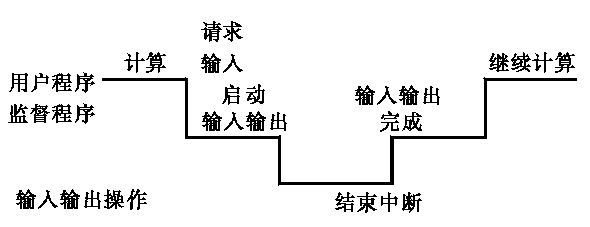 请求
计算
输入
继续计算
用户程序
启动
输入输出
监督程序
输入输出
完成
输入输出操作
结束中断